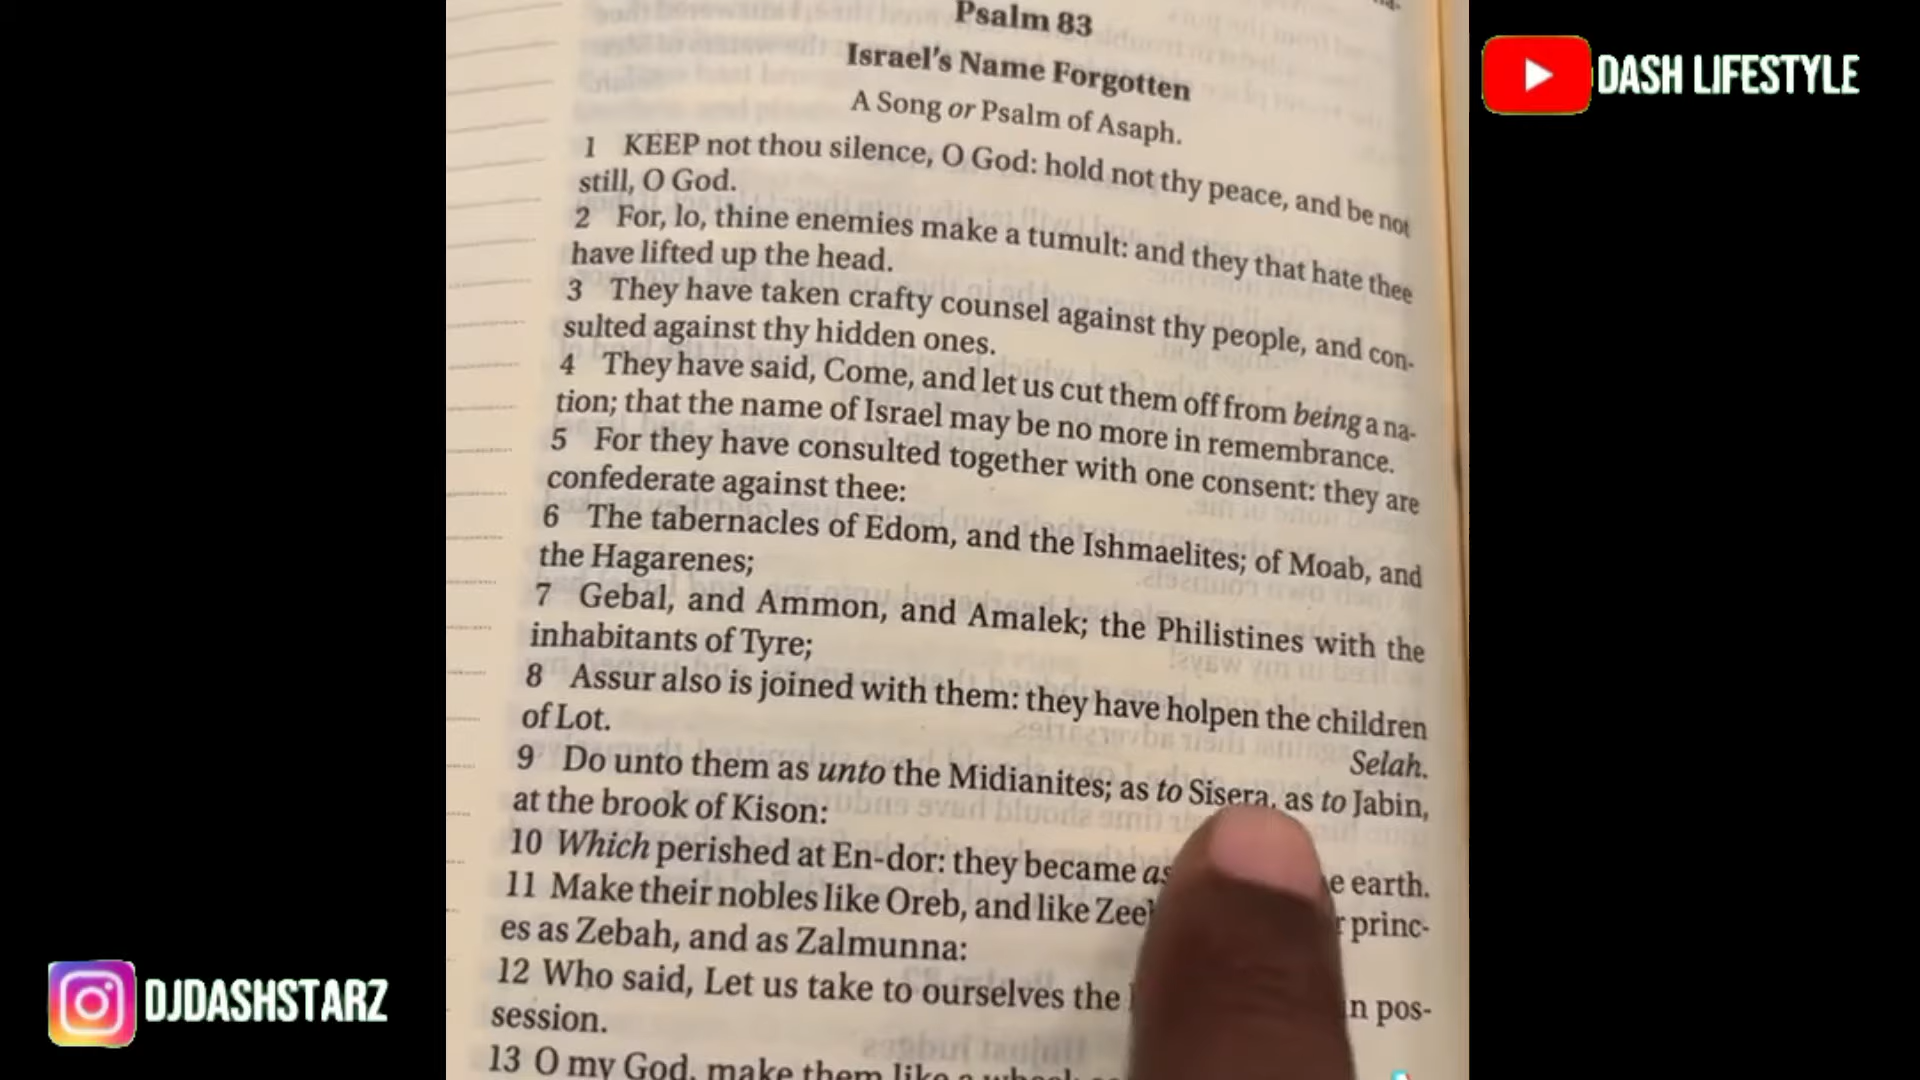 Psalm 83
Israel's Name Forgotten
A Song or Psalm of Asaph.
1 KEEP not thou silence, O God: hold not thy peace, and be not
still, O God.
2 For, lo, thine enemies make a tumult: and they that hate thee
have lifted up the head.
3 They have taken crafty counsel against thy people, and con-
sulted against thy hidden ones.
4 They have said, Come, and let us cut them off from being a na-
tion; that the name of Israel may be no more in remembrance.
5 For they have consulted together with one consent: they are
confederate against thee:
6 The tabernacles of Edom, and the Ishmaelites; of Moab, and
the Hagarenes;
7 Gebal, and Ammon, and Amalek; the Philistines with the
inhabitants of Tyre;
8 Assur also is joined with them: they have holpen the children
of Lot.
Selah.
9 Do unto them as unto the Midianites; as to Sisera, as to Jabin,
at the brook of Kison:
10 Which perished at En-dor: they became as earth.
11 Make their nobles like Oreb, and like princ-
es as Zebah, and as Zalmunna:
12 Who said, Let us take to ourselves the pos-
session.
13 O my God, make them like a
DASH LIFESTYLE
DJDASHSTARZ